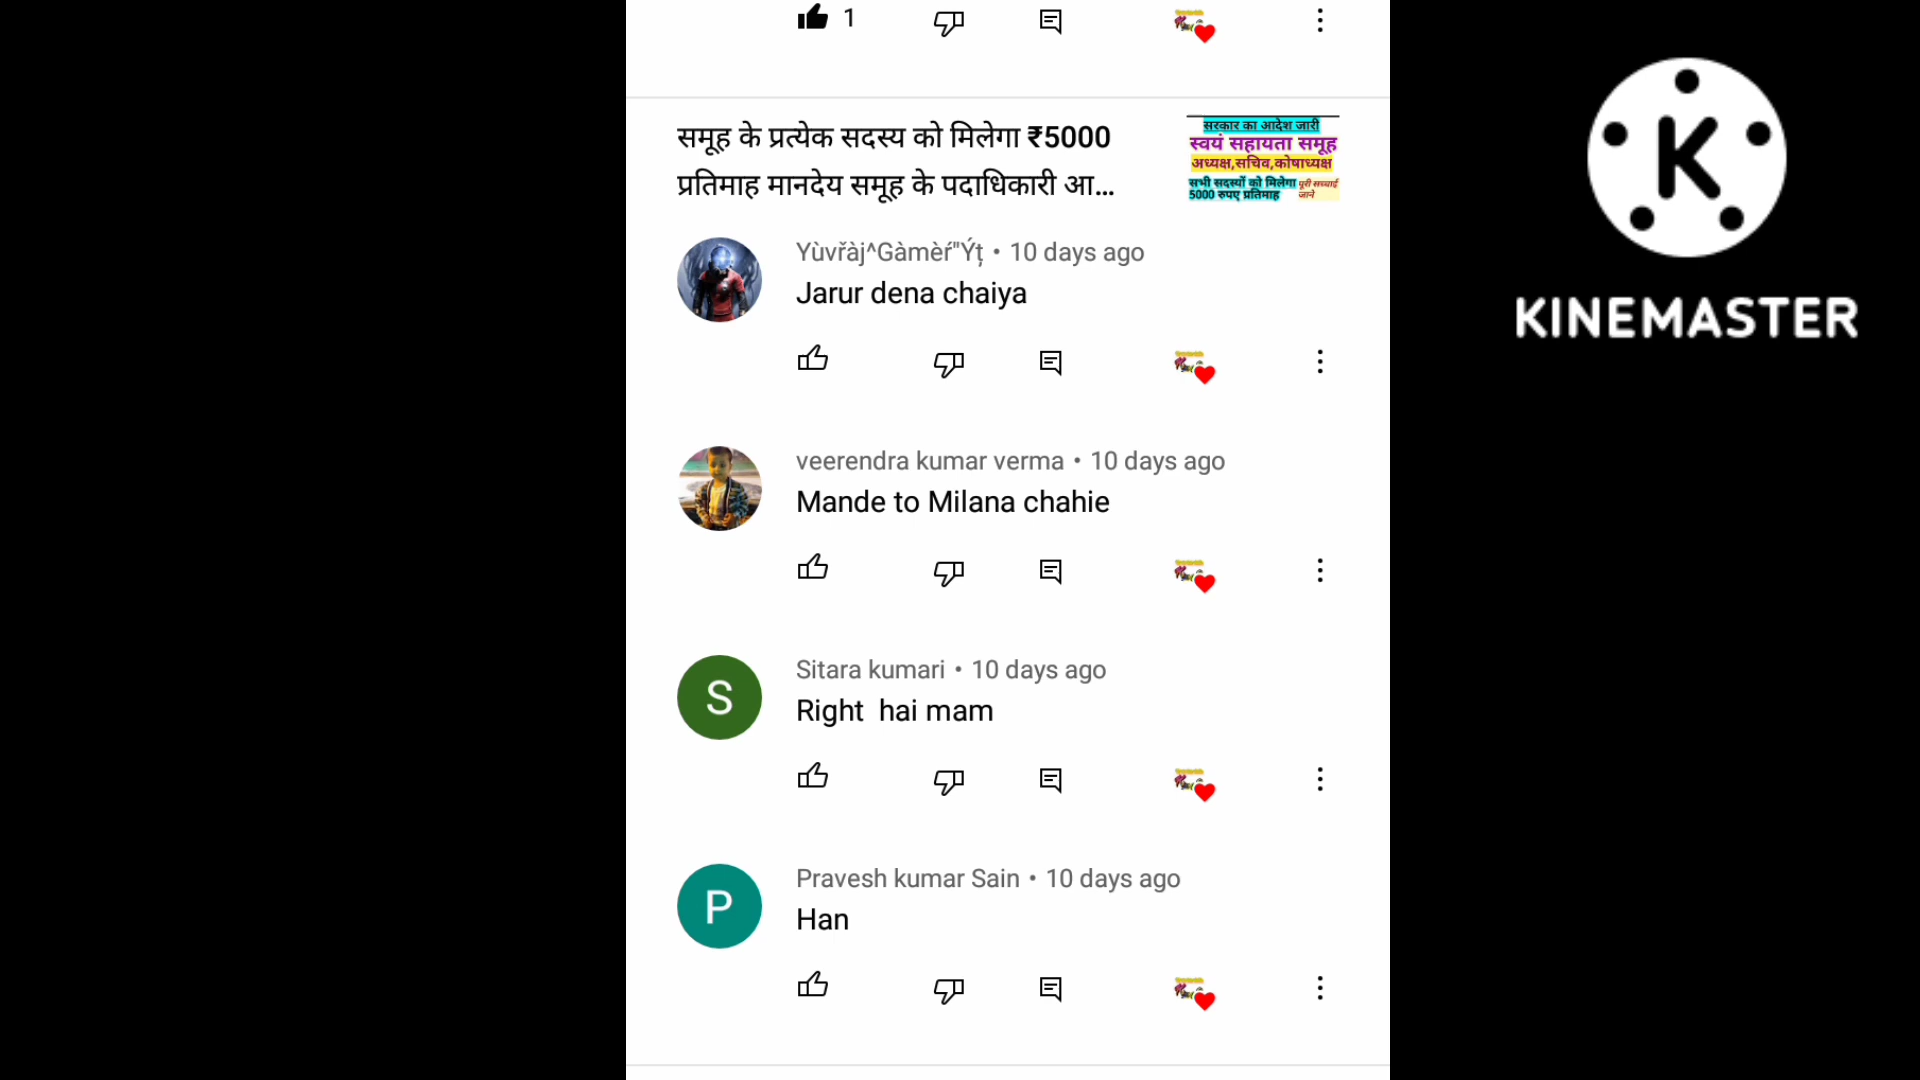 1
समूह के प्रत्येक सदस्य को मिलेगा ₹5000
प्रतिमाह मानदेय समूह के पदाधिकारी आ...
सरकार का आदेश जारी
स्वयं सहायता समूह
अध्यक्ष,सचिव,कोषाध्यक्ष
सभी सदस्यों को मिलेगा पूरी सच्चाई
5000 रुपए प्रतिमाह जाने
Yùvřàj^Gàmèŕ"Ýț • 10 days ago
Jarur dena chaiya
veerendra kumar verma • 10 days ago
Mande to Milana chahie
S
Sitara kumari • 10 days ago
Right hai mam
P
Pravesh kumar Sain • 10 days ago
Han
K
KINEMASTER